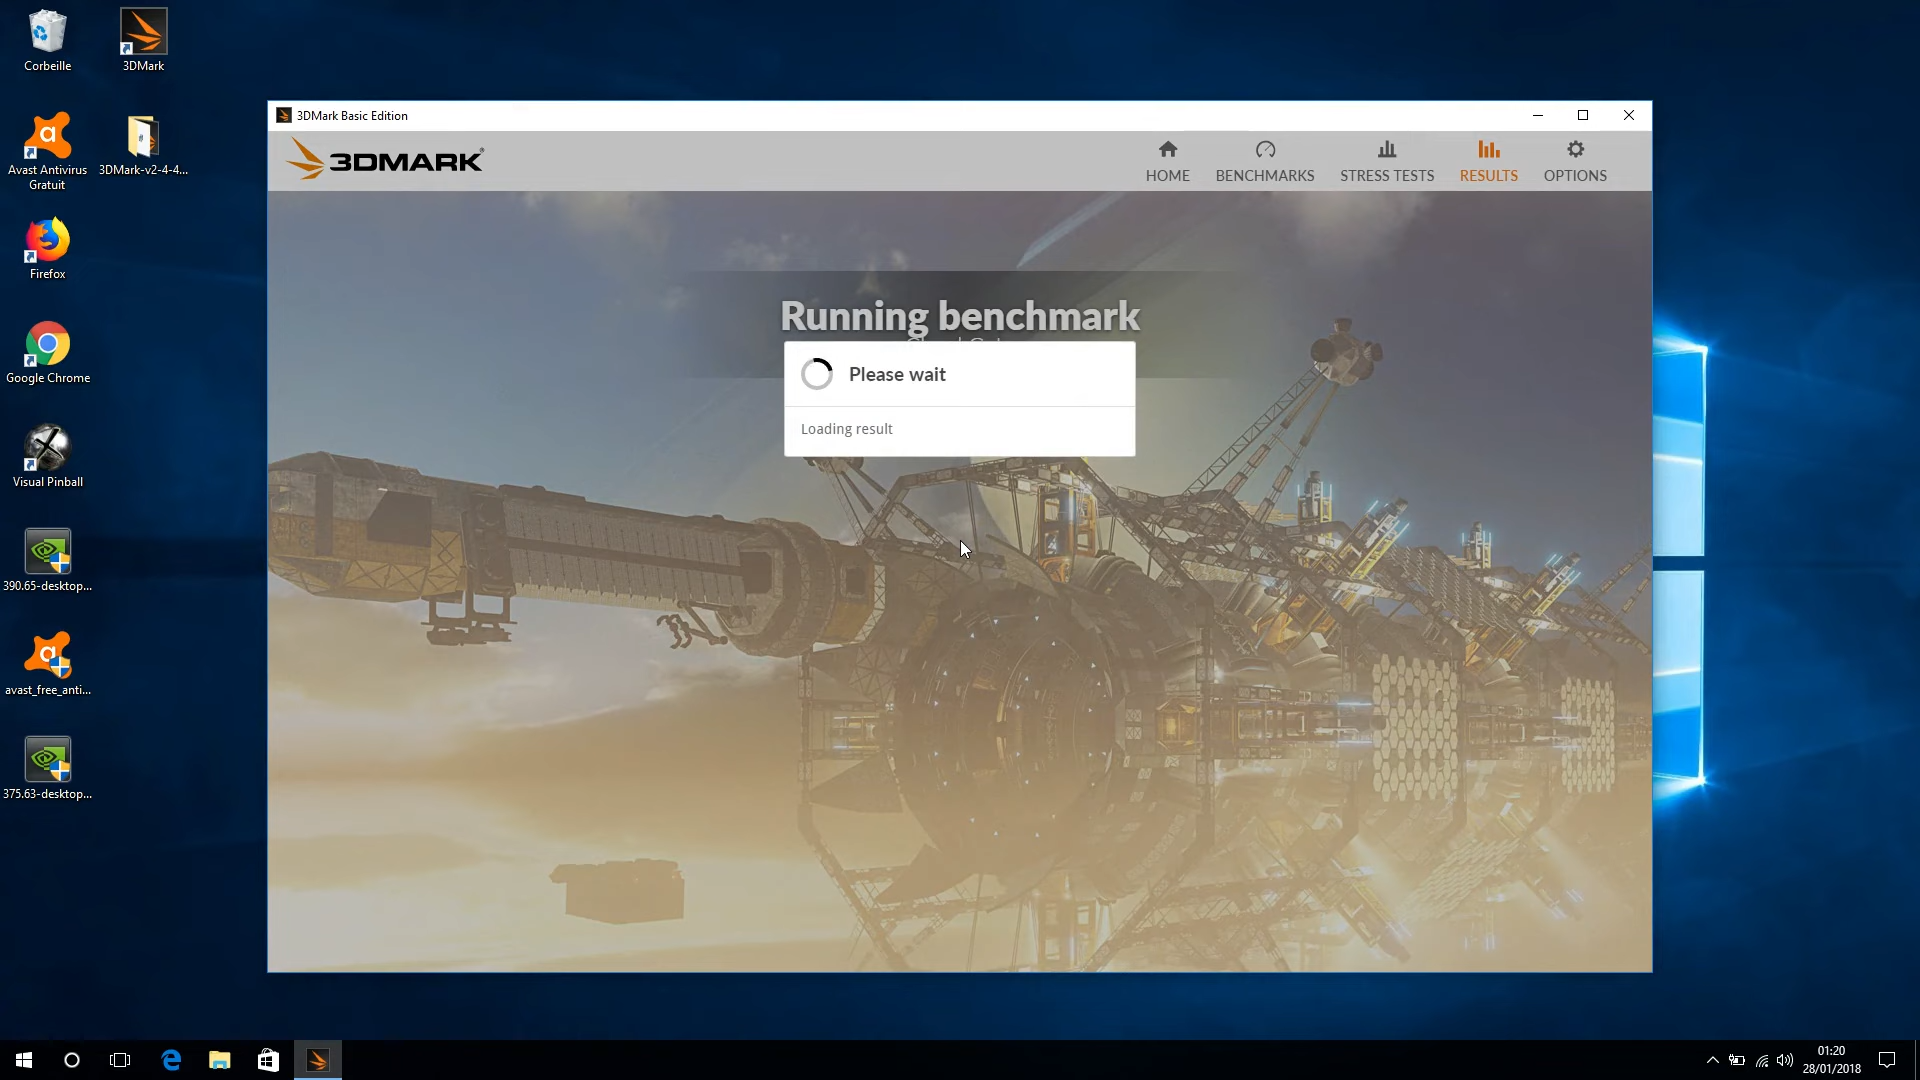 Corbeille
3DMark
Avast Antivirus
Gratuit
3DMark-v2-4-4...
Firefox
Google Chrome
Visual Pinball
390.65-desktop...
avast_free_anti...
375.63-desktop...
3DMark Basic Edition
3DMARK®
HOME
BENCHMARKS
STRESS TESTS
RESULTS
OPTIONS
Running benchmark
Please wait
Loading result
01:20
28/01/2018